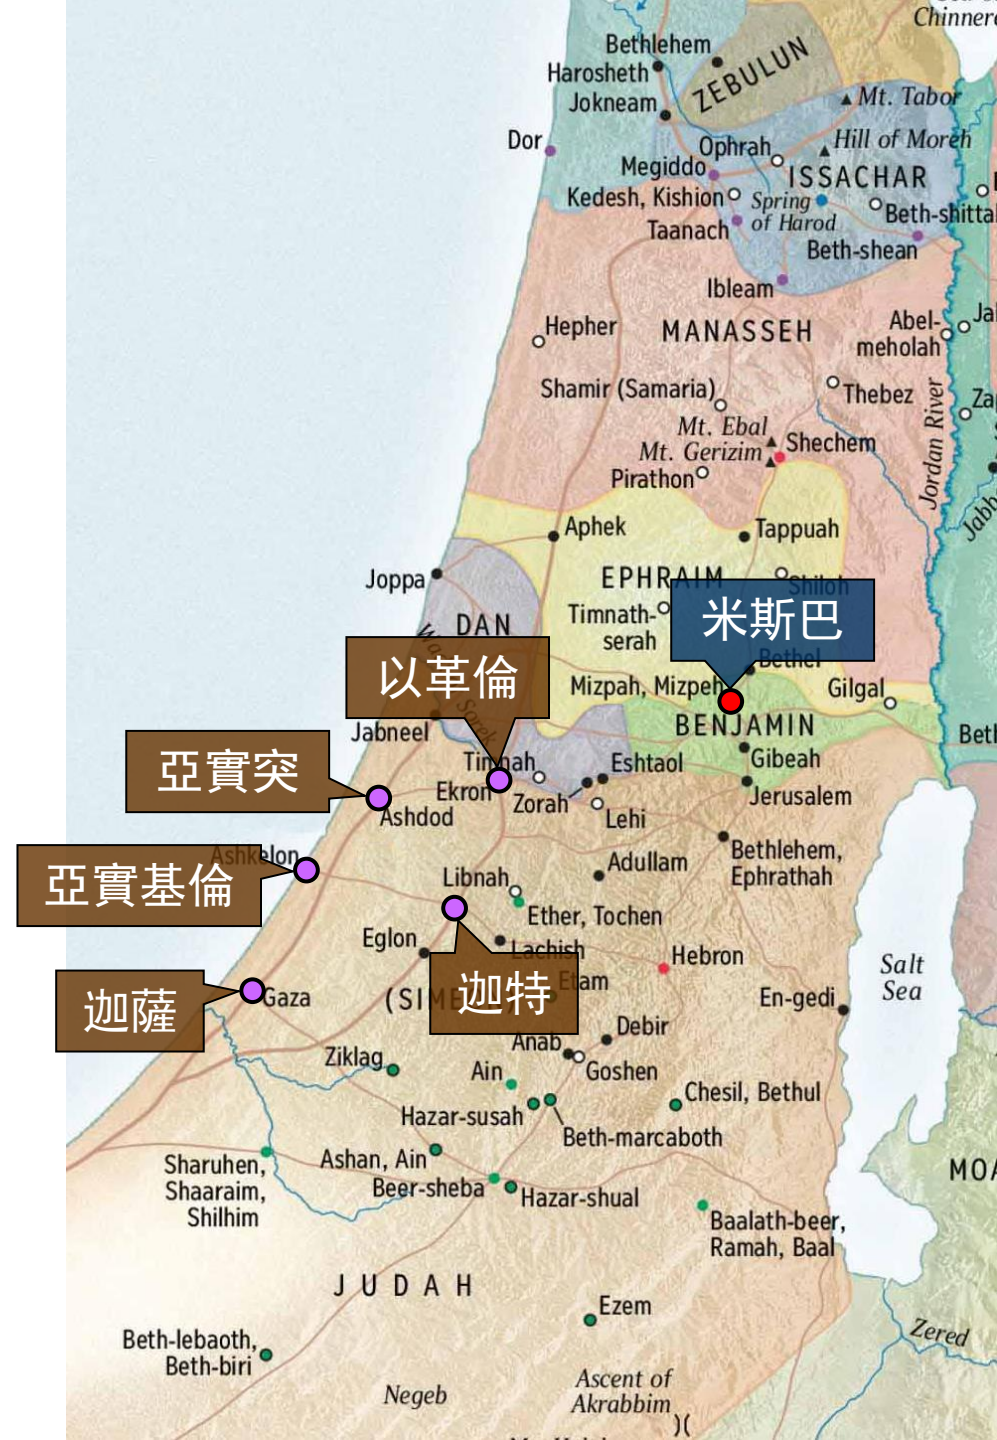 Chinnere
Bethlehem
Harosheth
ZEBULUN
Jokneam
Mt. Tabor
Dor
Ophrah
Hill of Moreh
Megiddo
ISSACHAR
Kedesh, Kishion
Spring
of Harod
Beth-shittal
Taanach
Beth-shean
Ibleam
Hepher
MANASSEH
Abel-
meholah
Shamir (Samaria)
Thebez
Jordan River
Mt. Ebal
Mt. Gerizim
Shechem
Pirathon
Jabb
Aphek
Tappuah
Joppa
EPHRAIM
Shiloh
Timnath-
serah
米斯巴
DAN
以革倫
Bethel
Mizpah, Mizpeh
Gilgal
Sorek
BENJAMIN
Jabneel
Beth
亞實突
Timnah
Eshtaol
Gibeah
Ekron
Zorah
Jerusalem
Ashdod
Lehi
Ashkelon
亞實基倫
Adullam
Bethlehem,
Ephrathah
Libnah
Ether, Tochen
Eglon
Lachish
Hebron
Salt
Sea
迦薩
Gaza
迦特
Etam
En-gedi
Debir
Anab
Ziklag
Ain
Goshen
Chesil, Bethul
Hazar-susah
Beth-marcaboth
Ashan, Ain
Sharuhen,
Shaaraim,
Shilhim
Beer-sheba
Hazar-shual
MOA
Baalath-beer,
Ramah, Baal
JUDAH
Ezem
Zered
Beth-lebaoth,
Beth-biri
Negeb
Ascent of
Akrabbim